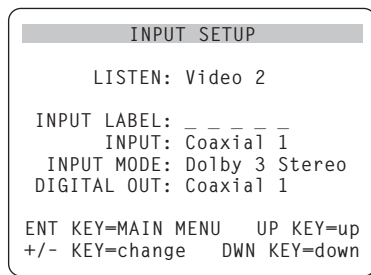 INPUT SETUP
LISTEN: Video 2
INPUT LABEL: _ _ _ _ _
INPUT: Coaxial 1
INPUT MODE: Dolby 3 Stereo
DIGITAL OUT: Coaxial 1
ENT KEY=MAIN MENU UP KEY=up
+/- KEY=change DWN KEY=down